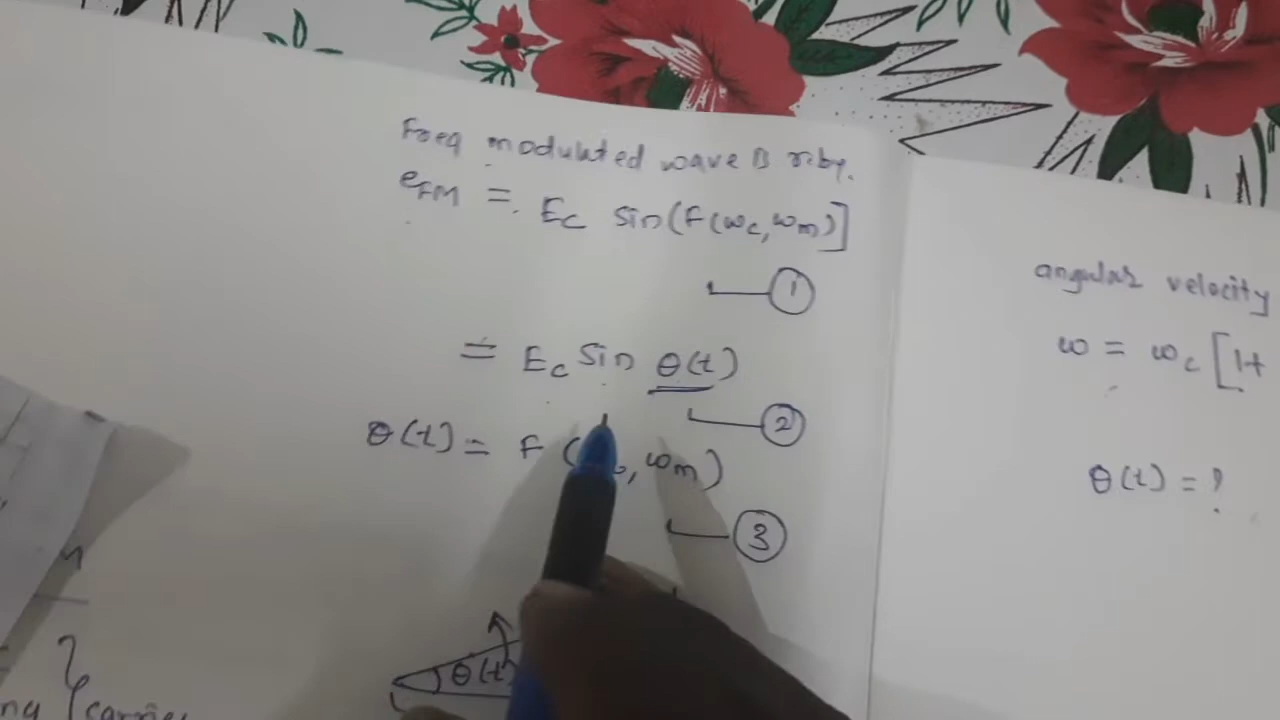 Freq modulated wave is r.by.
eFM = Ec sin(F(ωc,ωm)]
①
= Ec sin θ(t)
②
θ(t) = F ( ,ωm)
③
θ(t)
angular velocity
ω = ωc [1+
θ(t) = ?